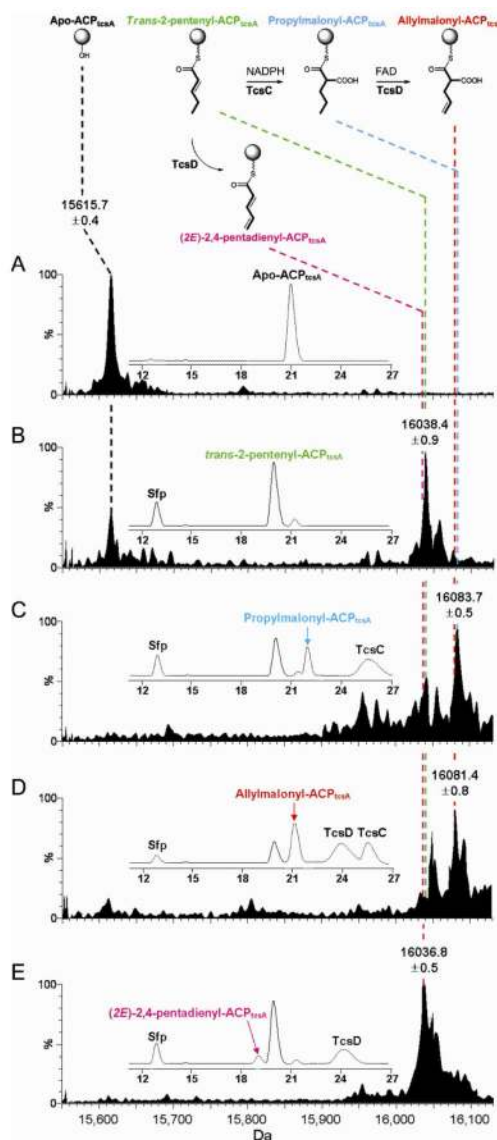 Apo-ACPtcsA Trans-2-pentenyl-ACPtcsA Propylmalonyl-ACPtcsA Allylmalonyl-ACPtcsA
OH S O S O COOH S O COOH
NADPH TcsC
FAD TcsD
TcsD
S O
(2E)-2,4-pentadienyl-ACPtcsA
15615.7 ±0.4
A
100
%
0
Apo-ACPtcsA
12 15 18 21 24 27
B
100
%
0
Sfp
trans-2-pentenyl-ACPtcsA
12 15 18 21 24 27
16038.4 ±0.9
C
100
%
0
Sfp
Propylmalonyl-ACPtcsA
TcsC
12 15 18 21 24 27
16083.7 ±0.5
D
100
%
0
Sfp
Allylmalonyl-ACPtcsA
TcsD TcsC
12 15 18 21 24 27
16081.4 ±0.8
E
100
%
0
(2E)-2,4-pentadienyl-ACPtcsA
Sfp
TcsD
12 15 18 21 24 27
16036.8 ±0.5
15,600 15,700 15,800 15,900 16,000 16,100
Da